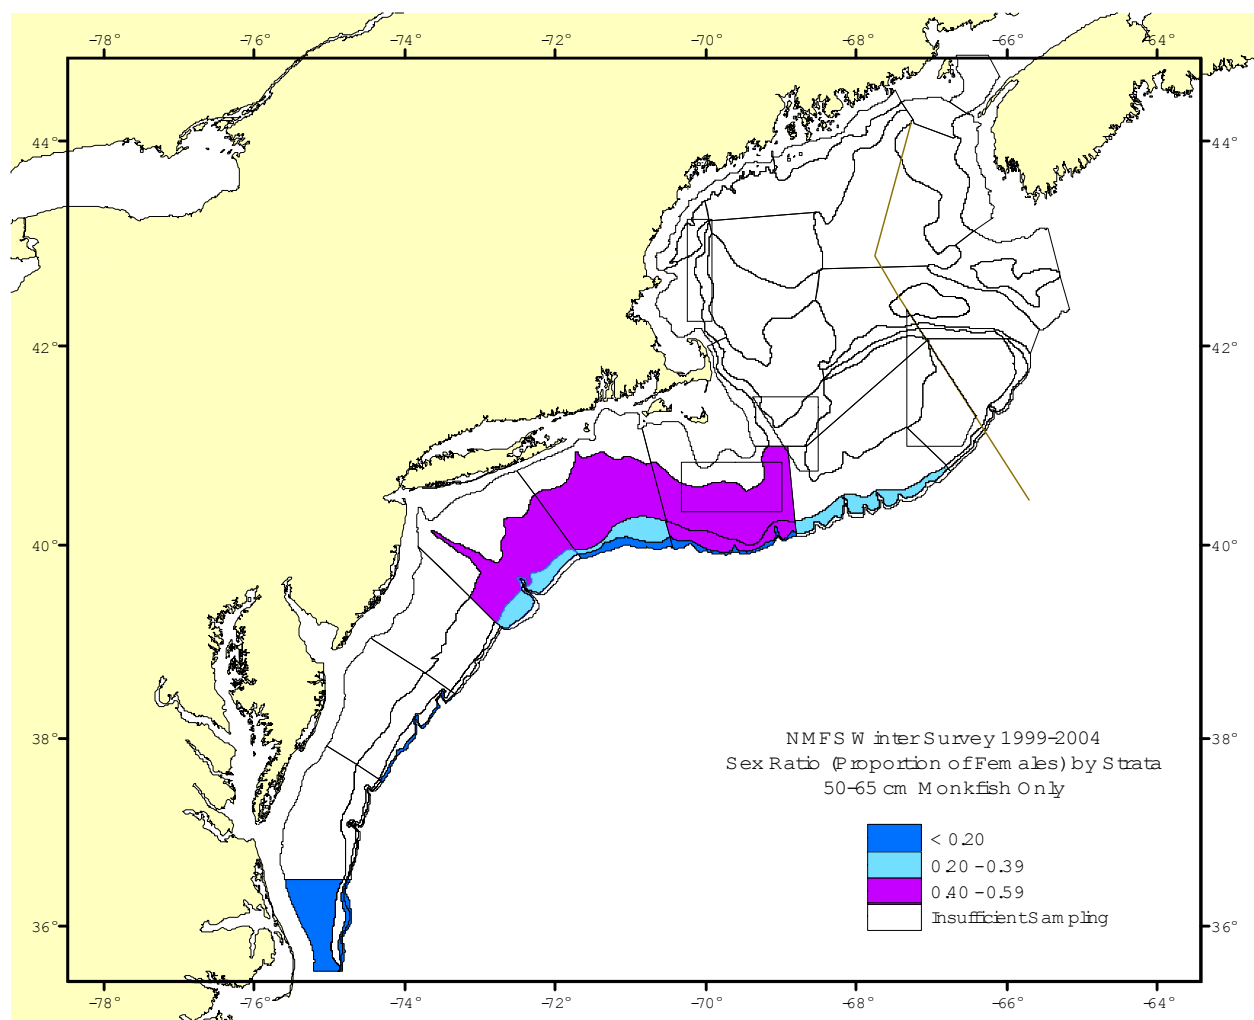 -78° -76° -74° -72° -70° -68° -66° -64°
44° 44°
42° 42°
40° 40°
38° 38°
NMFS Winter Survey 1999-2004
Sex Ratio (Proportion of Females) by Strata
50-65 cm Monkfish Only
< 0.20
0.20 - 0.39
0.40 - 0.59
Insufficient Sampling
36° 36°
-78° -76° -74° -72° -70° -68° -66° -64°